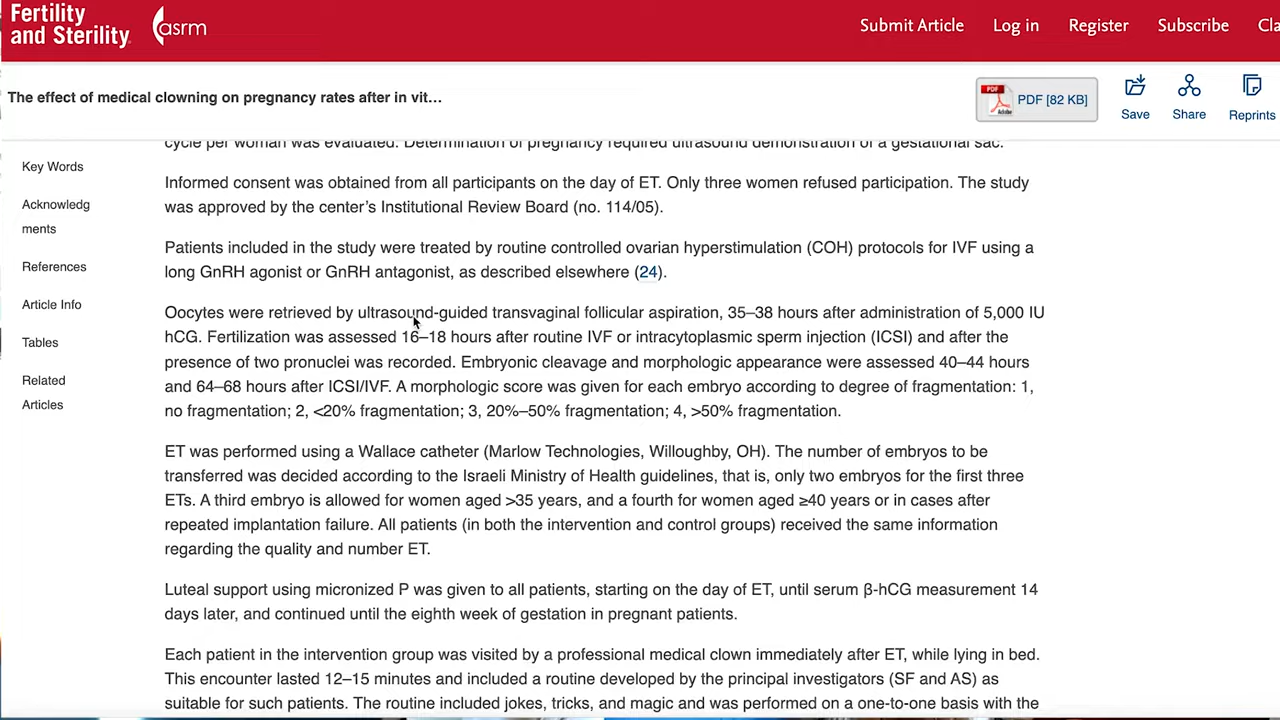 Fertility
and Sterility
asrm
Submit Article
Log in
Register
Subscribe
Cla
The effect of medical clowning on pregnancy rates after in vit...
PDF
PDF [82 KB]
Save
Share
Reprints
Key Words
Acknowledg
ments
References
Article Info
Tables
Related
Articles
cycle per woman was evaluated. Determination of pregnancy required ultrasound demonstration of a gestational sac.
Informed consent was obtained from all participants on the day of ET. Only three women refused participation. The study
was approved by the center's Institutional Review Board (no. 114/05).
Patients included in the study were treated by routine controlled ovarian hyperstimulation (COH) protocols for IVF using a
long GnRH agonist or GnRH antagonist, as described elsewhere (24).
Oocytes were retrieved by ultrasound-guided transvaginal follicular aspiration, 35–38 hours after administration of 5,000 IU
hCG. Fertilization was assessed 16–18 hours after routine IVF or intracytoplasmic sperm injection (ICSI) and after the
presence of two pronuclei was recorded. Embryonic cleavage and morphologic appearance were assessed 40–44 hours
and 64–68 hours after ICSI/IVF. A morphologic score was given for each embryo according to degree of fragmentation: 1,
no fragmentation; 2, <20% fragmentation; 3, 20%–50% fragmentation; 4, >50% fragmentation.
ET was performed using a Wallace catheter (Marlow Technologies, Willoughby, OH). The number of embryos to be
transferred was decided according to the Israeli Ministry of Health guidelines, that is, only two embryos for the first three
ETs. A third embryo is allowed for women aged >35 years, and a fourth for women aged ≥40 years or in cases after
repeated implantation failure. All patients (in both the intervention and control groups) received the same information
regarding the quality and number ET.
Luteal support using micronized P was given to all patients, starting on the day of ET, until serum β-hCG measurement 14
days later, and continued until the eighth week of gestation in pregnant patients.
Each patient in the intervention group was visited by a professional medical clown immediately after ET, while lying in bed.
This encounter lasted 12–15 minutes and included a routine developed by the principal investigators (SF and AS) as
suitable for such patients. The routine included jokes, tricks, and magic and was performed on a one-to-one basis with the